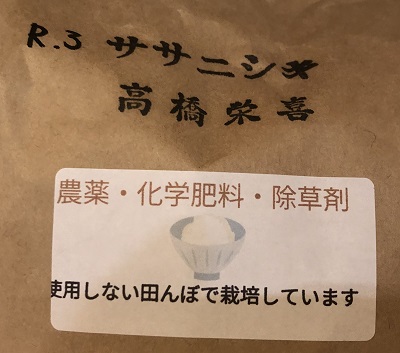 R.3 ササニシキ
高橋栄喜
農薬・化学肥料・除草剤
使用しない田んぼで栽培しています